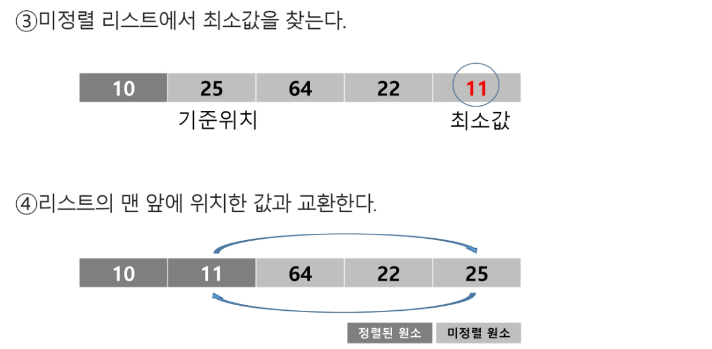 ③미정렬 리스트에서 최소값을 찾는다.
10 25 64 22 11
기준위치 최소값
④리스트의 맨 앞에 위치한 값과 교환한다.
10 11 64 22 25
정렬된 원소 미정렬 원소